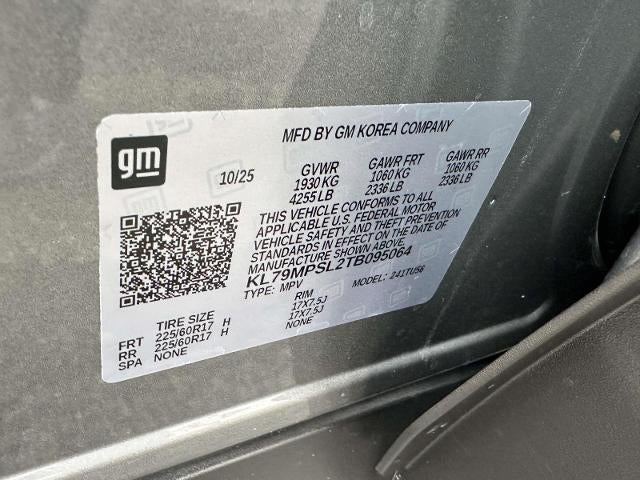 gm
MFD BY GM KOREA COMPANY
10/25
GVWR GAWR FRT GAWR RR
1930 KG 1060 KG 1060 KG
4255 LB 2336 LB 2336 LB
THIS VEHICLE CONFORMS TO ALL
APPLICABLE U.S. FEDERAL MOTOR
VEHICLE SAFETY AND THEFT PREVENTION
STANDARDS IN EFFECT ON THE DATE OF
MANUFACTURE SHOWN ABOVE.
KL79MPSL2TB095064
TYPE: MPV MODEL: 241TU56
TIRE SIZE RIM
FRT 225/60R17 H 17X7.5J
RR 225/60R17 H 17X7.5J
SPA NONE NONE